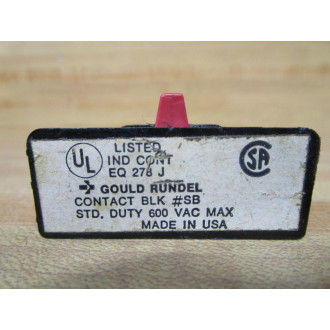 UL
LISTED
IND CONT
EQ 278 J
SA
GOULD RUNDEL
CONTACT BLK #SB
STD. DUTY 600 VAC MAX
MADE IN USA